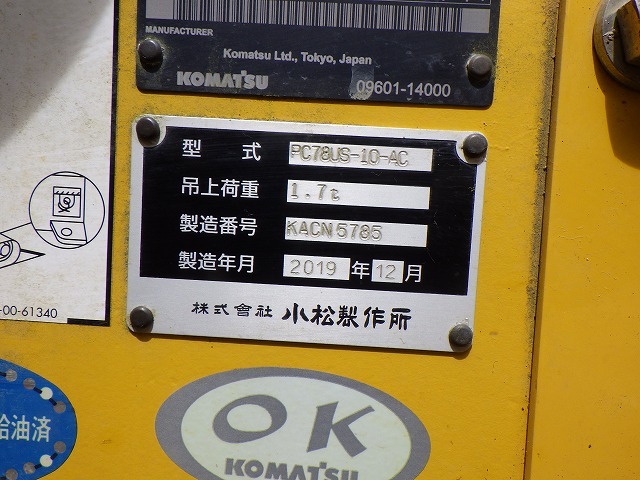 MANUFACTURER
Komatsu Ltd., Tokyo, Japan
KOMATSU
09601-14000
型 式 PC78US-10-AC
吊上荷重 1.7t
製造番号 KACN5785
製造年月 2019 年 12 月
株式會社 小松製作所
-00-61340
給油済
OK
KOMATSU